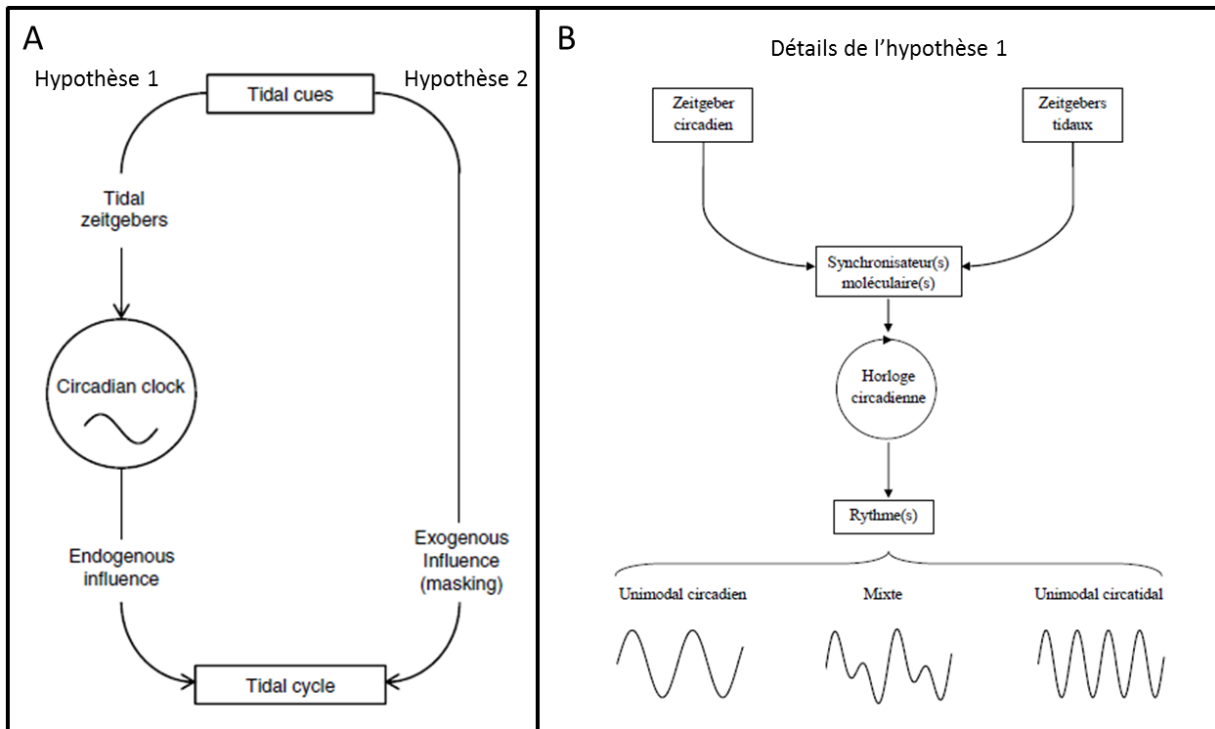 A
Hypothèse 1
Hypothèse 2
Tidal cues
Tidal
zeitgebers
Circadian clock
Endogenous
influence
Exogenous
Influence
(masking)
Tidal cycle
B
Détails de l'hypothèse 1
Zeitgeber
circadien
Zeitgebers
tidaux
Synchronisateur(s)
moléculaire(s)
Horloge
circadienne
Rythme(s)
Unimodal circadien
Mixte
Unimodal circatidal